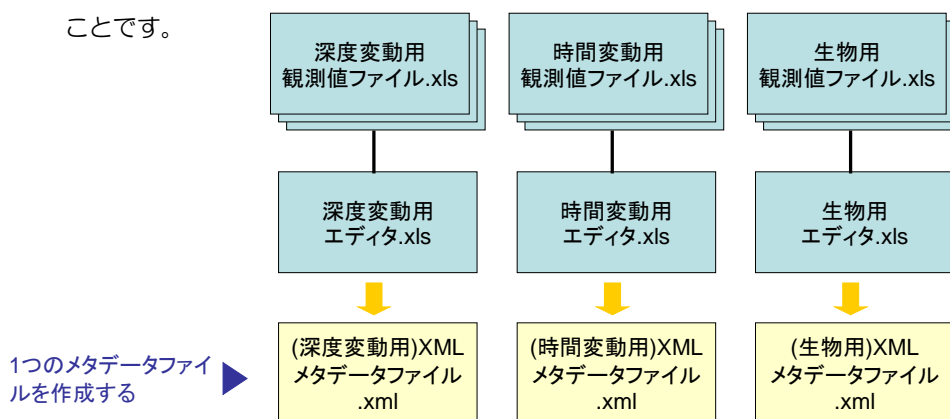 ことです。
深度変動用
観測値ファイル.xls
時間変動用
観測値ファイル.xls
生物用
観測値ファイル.xls
深度変動用
エディタ.xls
時間変動用
エディタ.xls
生物用
エディタ.xls
1つのメタデータファイ
ルを作成する
(深度変動用)XML
メタデータファイル
.xml
(時間変動用)XML
メタデータファイル
.xml
(生物用)XML
メタデータファイル
.xml